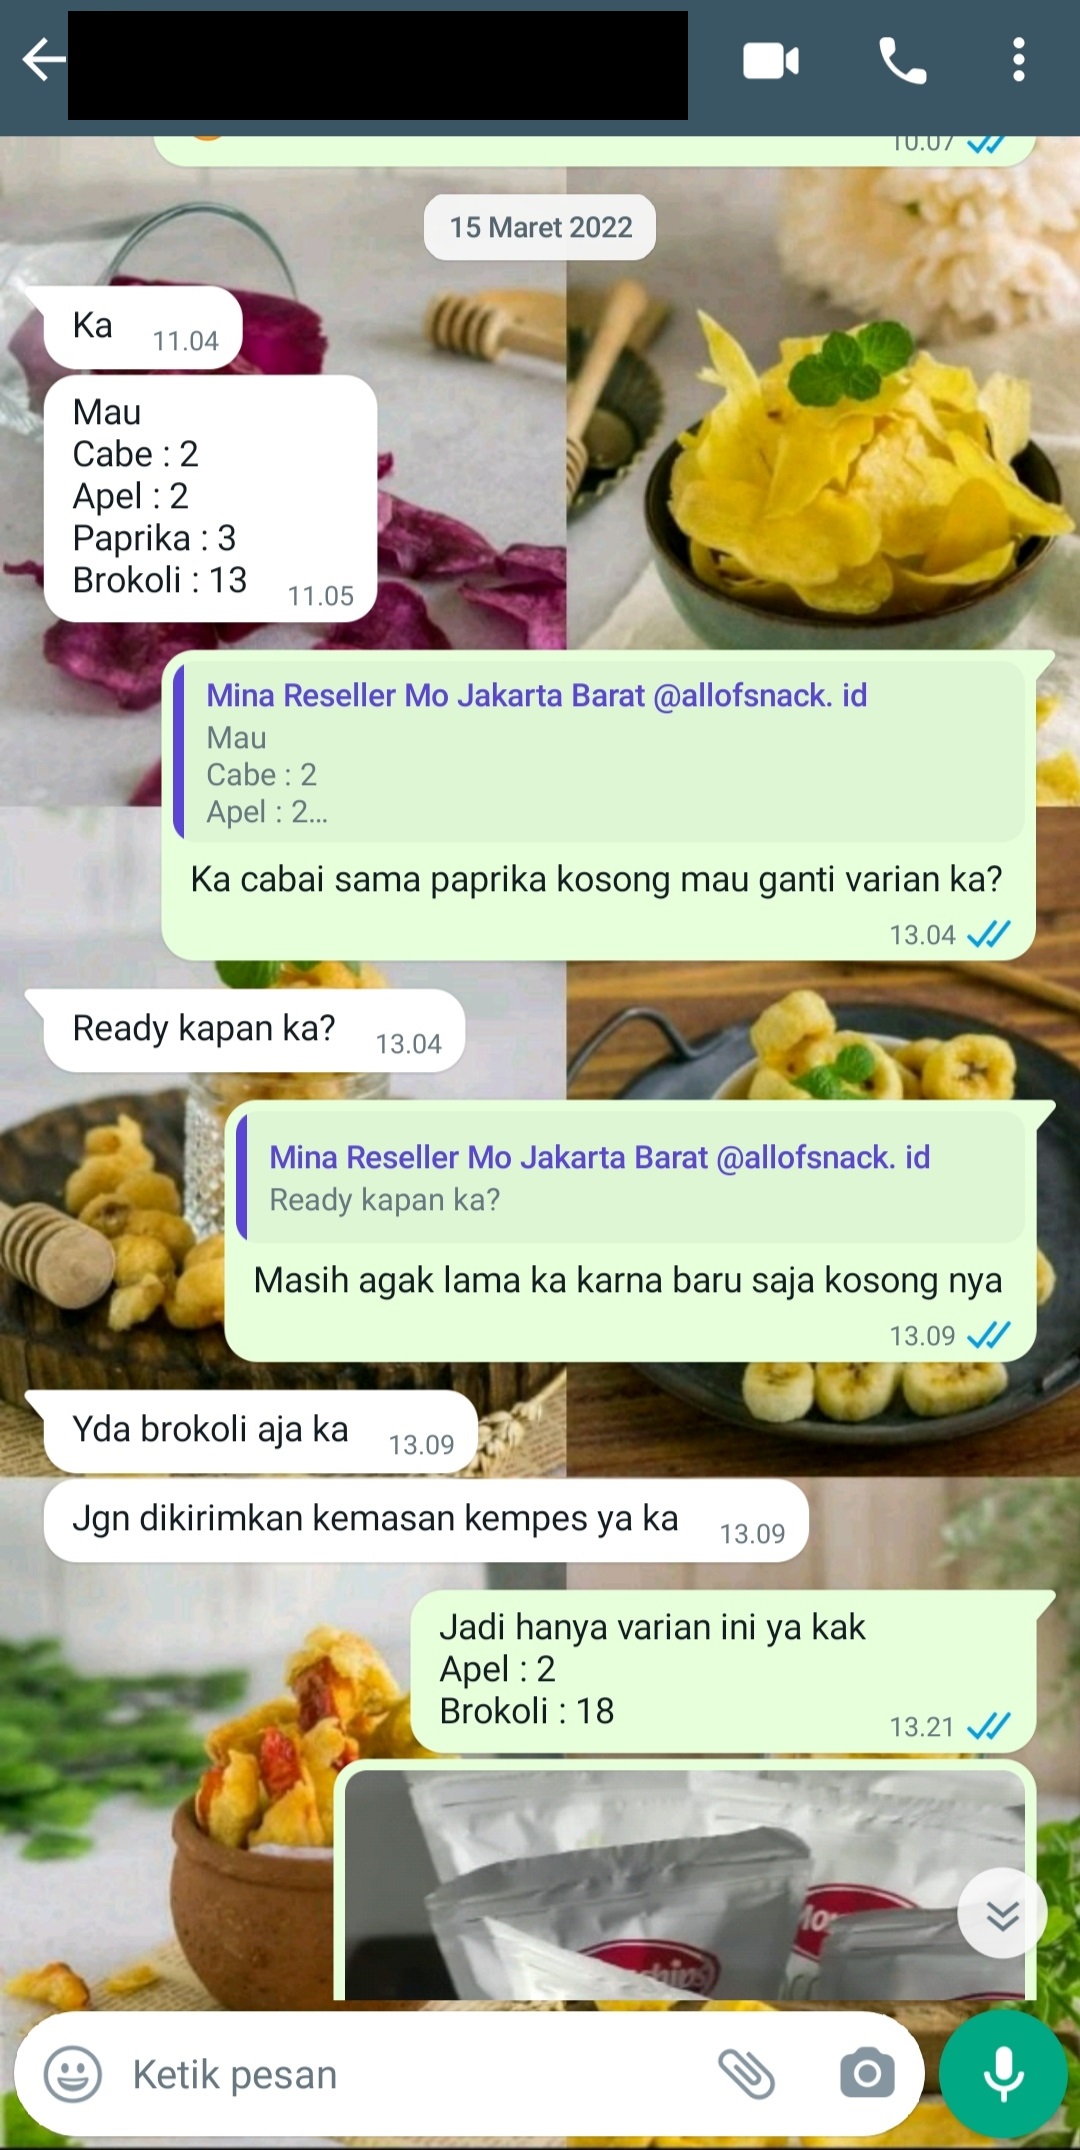 10.07
15 Maret 2022
Ka 11.04
Mau
Cabe : 2
Apel : 2
Paprika : 3
Brokoli : 13 11.05
Mina Reseller Mo Jakarta Barat @allofsnack. id
Mau
Cabe : 2
Apel : 2...
Ka cabai sama paprika kosong mau ganti varian ka?
13.04
Ready kapan ka? 13.04
Mina Reseller Mo Jakarta Barat @allofsnack. id
Ready kapan ka?
Masih agak lama ka karna baru saja kosong nya
13.09
Yda brokoli aja ka 13.09
Jgn dikirimkan kemasan kempes ya ka 13.09
Jadi hanya varian ini ya kak
Apel : 2
Brokoli : 18 13.21
chips
Ketik pesan